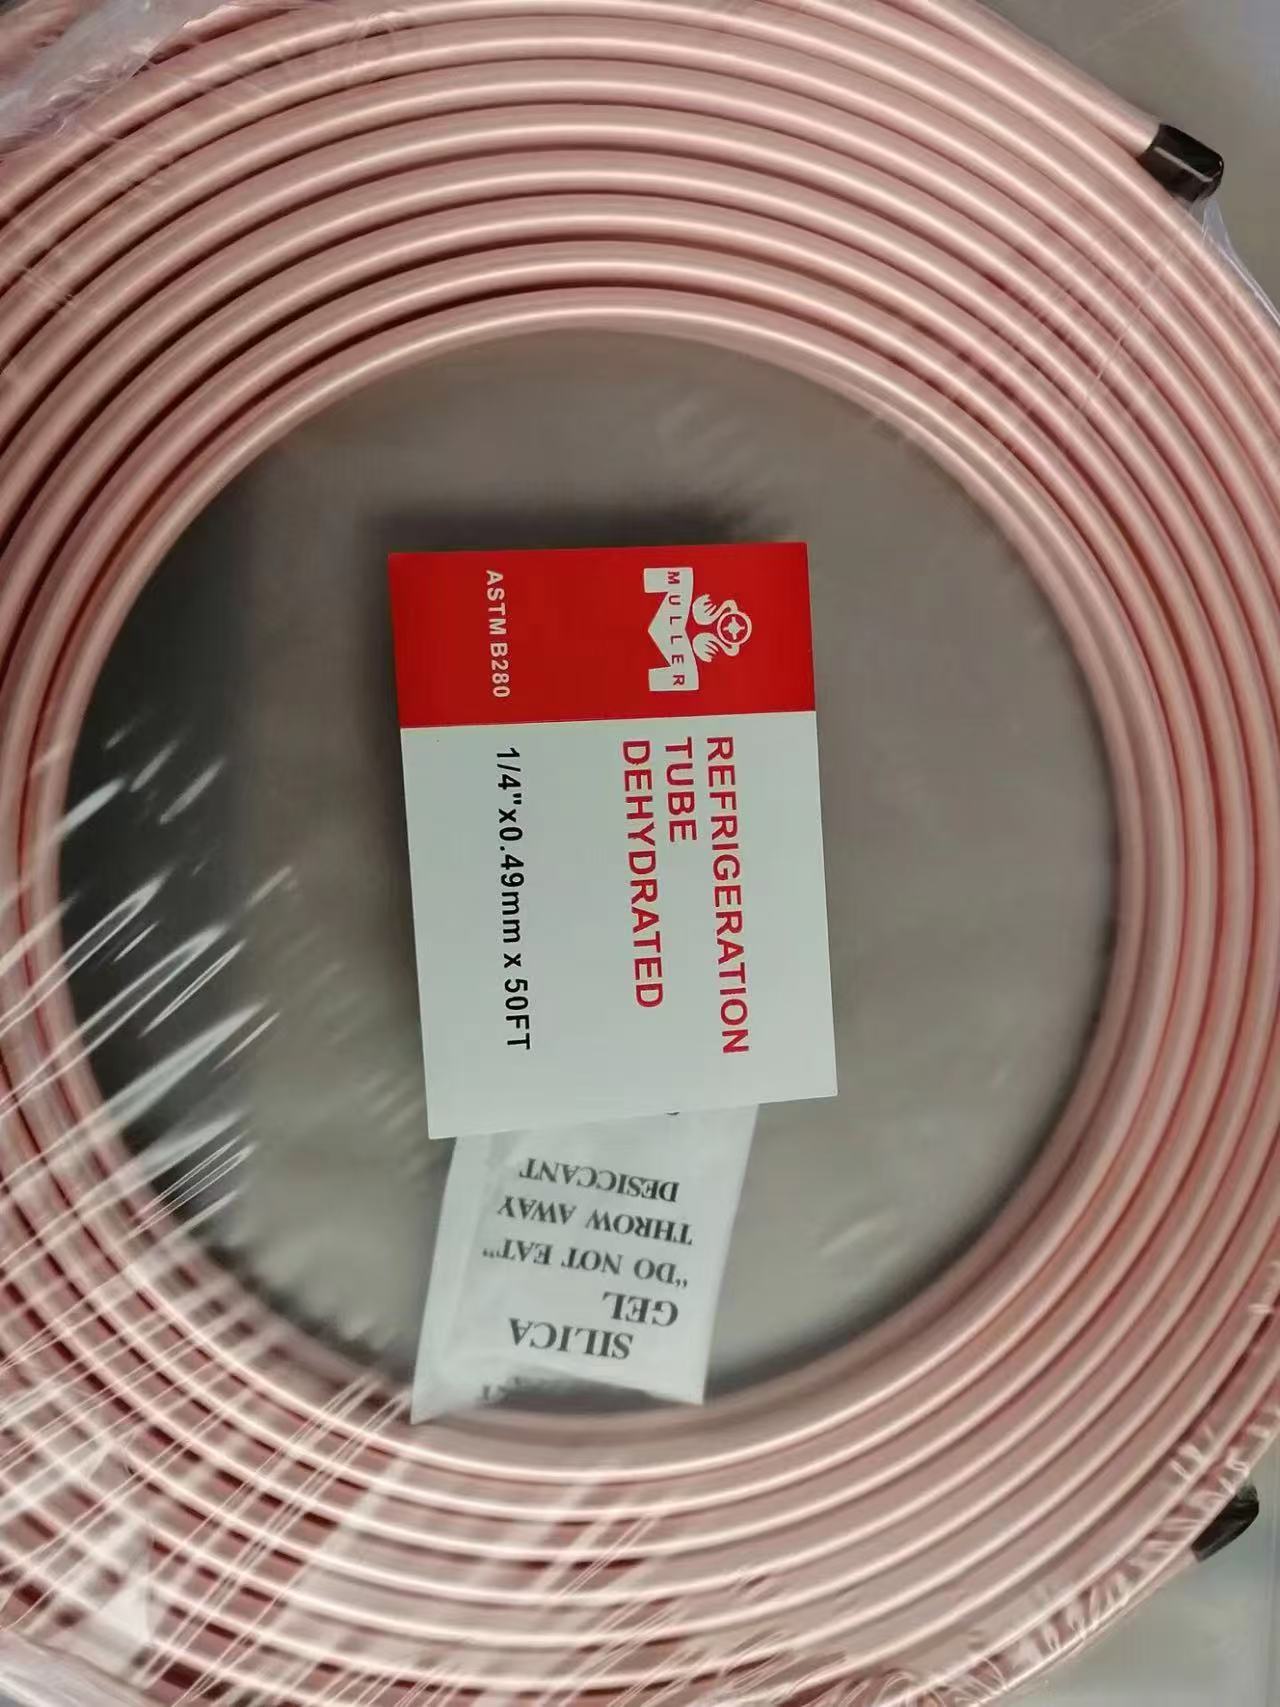 MULLER
ASTM B280
REFRIGERATION
TUBE
DEHYDRATED
1/4"x0.49mm x 50FT
SILICA
GEL
"DO NOT EAT"
THROW AWAY
DESICCANT